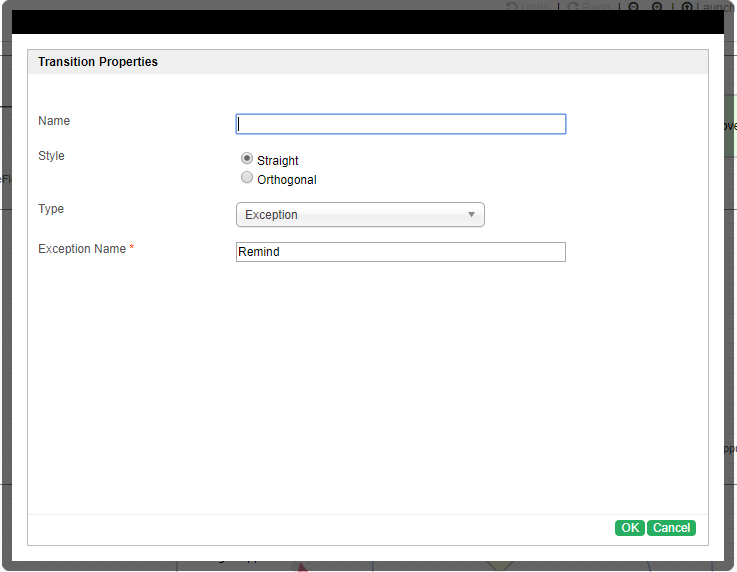 Undo | Redo |
Launch
Transition Properties
Name
Style
Straight
Orthogonal
Type
Exception
Exception Name *
Remind
OK Cancel